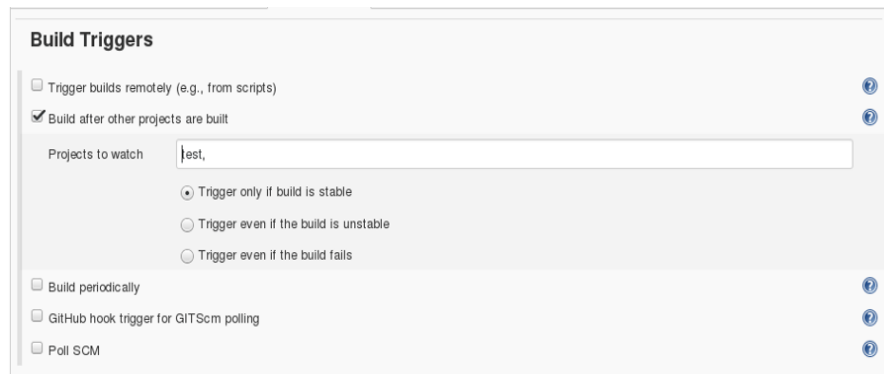 Build Triggers
Trigger builds remotely (e.g., from scripts)
Build after other projects are built
Projects to watch test,
Trigger only if build is stable
Trigger even if the build is unstable
Trigger even if the build fails
Build periodically
GitHub hook trigger for GITScm polling
Poll SCM